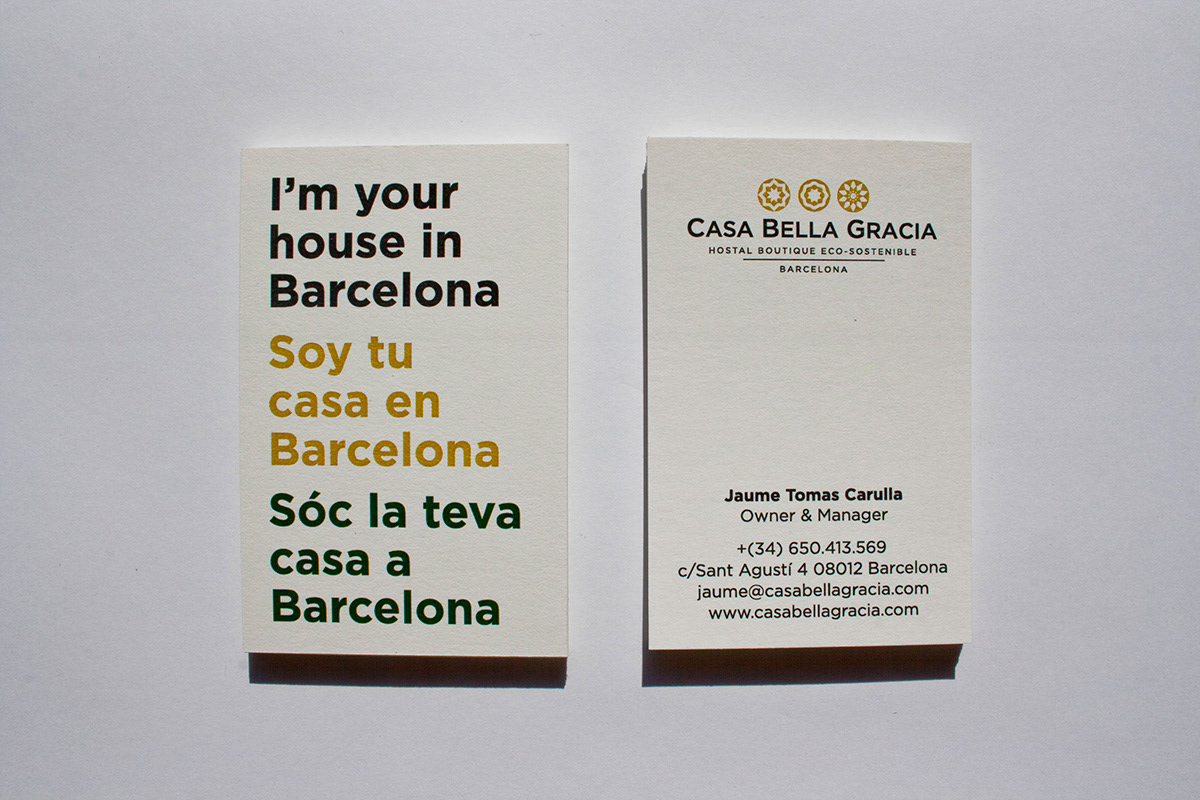 I'm your
house in
Barcelona
Soy tu
casa en
Barcelona
Sóc la teva
casa a
Barcelona
CASA BELLA GRACIA
HOSTAL BOUTIQUE ECO-SOSTENIBLE
BARCELONA
Jaume Tomas Carulla
Owner & Manager
+(34) 650.413.569
c/Sant Agustí 4 08012 Barcelona
jaume@casabellagracia.com
www.casabellagracia.com